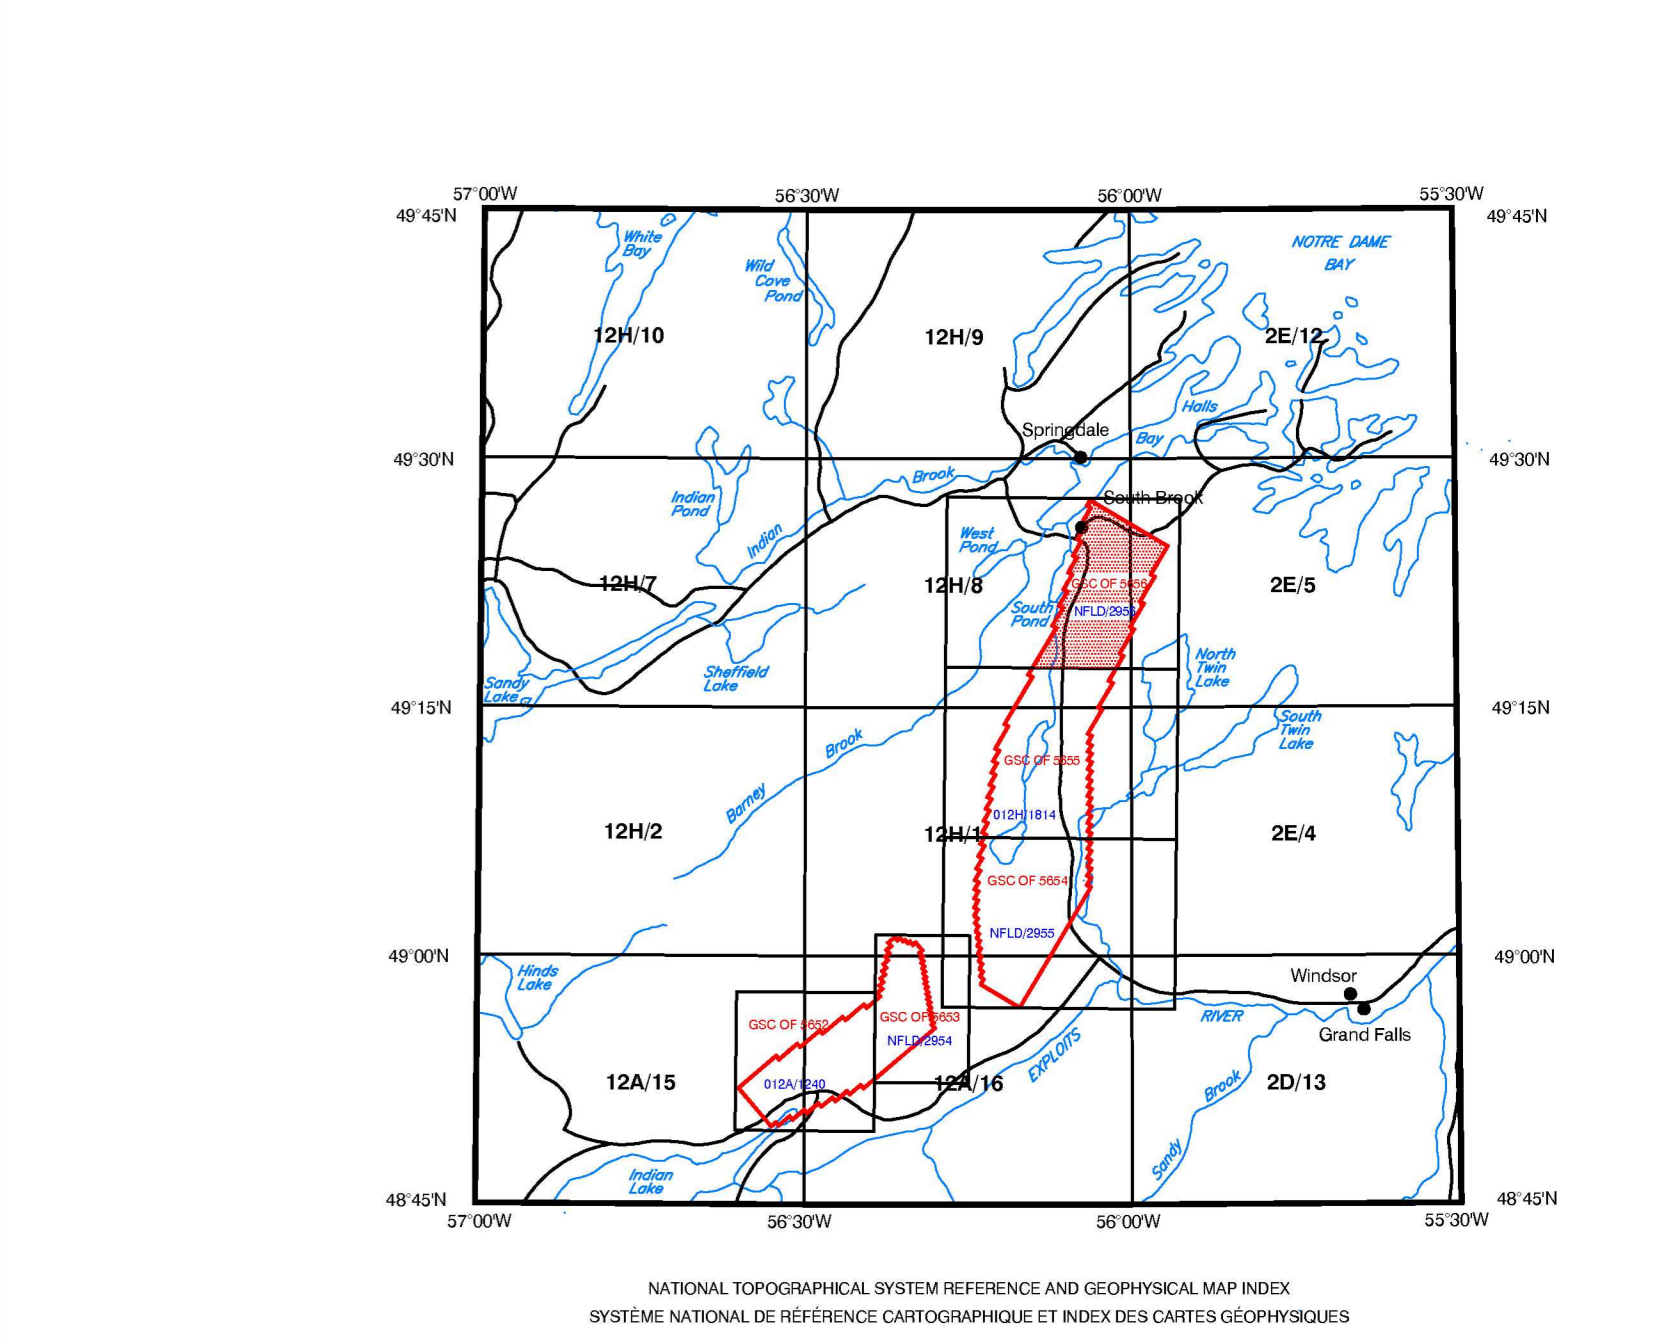 57°00'W 56°30'W 56°00'W 55°30'W
49°45'N 49°45'N
White
Bay
Wild
Cove
Pond
NOTRE DAME
BAY
12H/10 12H/9 2E/12
Halls
Springdale
Bay
49°30'N 49°30'N
Brook
South Brook
Indian
Pond
Indian
West
Pond
12H/7 12H/8 2E/5
GSC OF 5656
NFLD/2956
South
Pond
North
Twin
Lake
Sheffield
Lake
Sandy
Lake
49°15'N 49°15'N
South
Twin
Lake
Brook
GSC OF 5655
Barney
012H/1814
12H/2 12H/1 2E/4
GSC OF 5654
NFLD/2955
49°00'N 49°00'N
Hinds
Lake
Windsor
GSC OF 5652 GSC OF 5653
RIVER
Grand Falls
NFLD/2954
EXPLOITS
12A/15 012A/1240 12A/16 2D/13
Brook
Sandy
Indian
Lake
48°45'N 48°45'N
57°00'W 56°30'W 56°00'W 55°30'W
NATIONAL TOPOGRAPHICAL SYSTEM REFERENCE AND GEOPHYSICAL MAP INDEX
SYSTÈME NATIONAL DE RÉFÉRENCE CARTOGRAPHIQUE ET INDEX DES CARTES GÉOPHYSIQUES